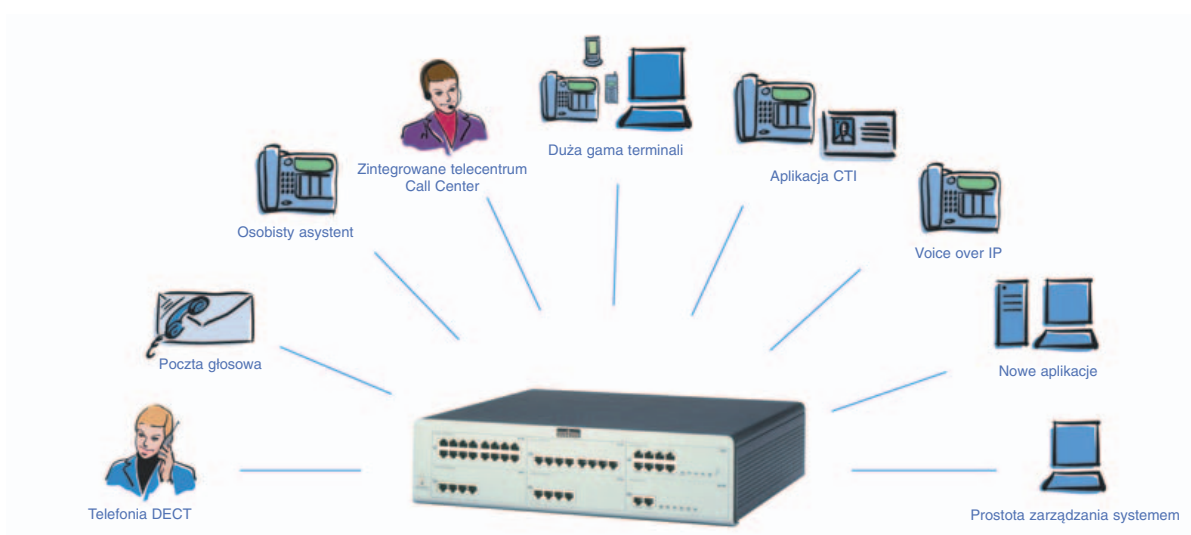 Duża gama terminali
Zintegrowane telecentrum
Call Center
Aplikacja CTI
Osobisty asystent
Voice over IP
Poczta głosowa
Nowe aplikacje
Telefonia DECT
Prostota zarządzania systemem